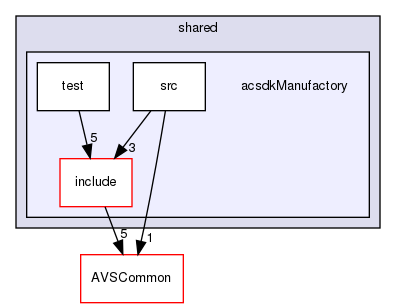 shared
test
src
acsdkManufactory
5
3
include
5
1
AVSCommon